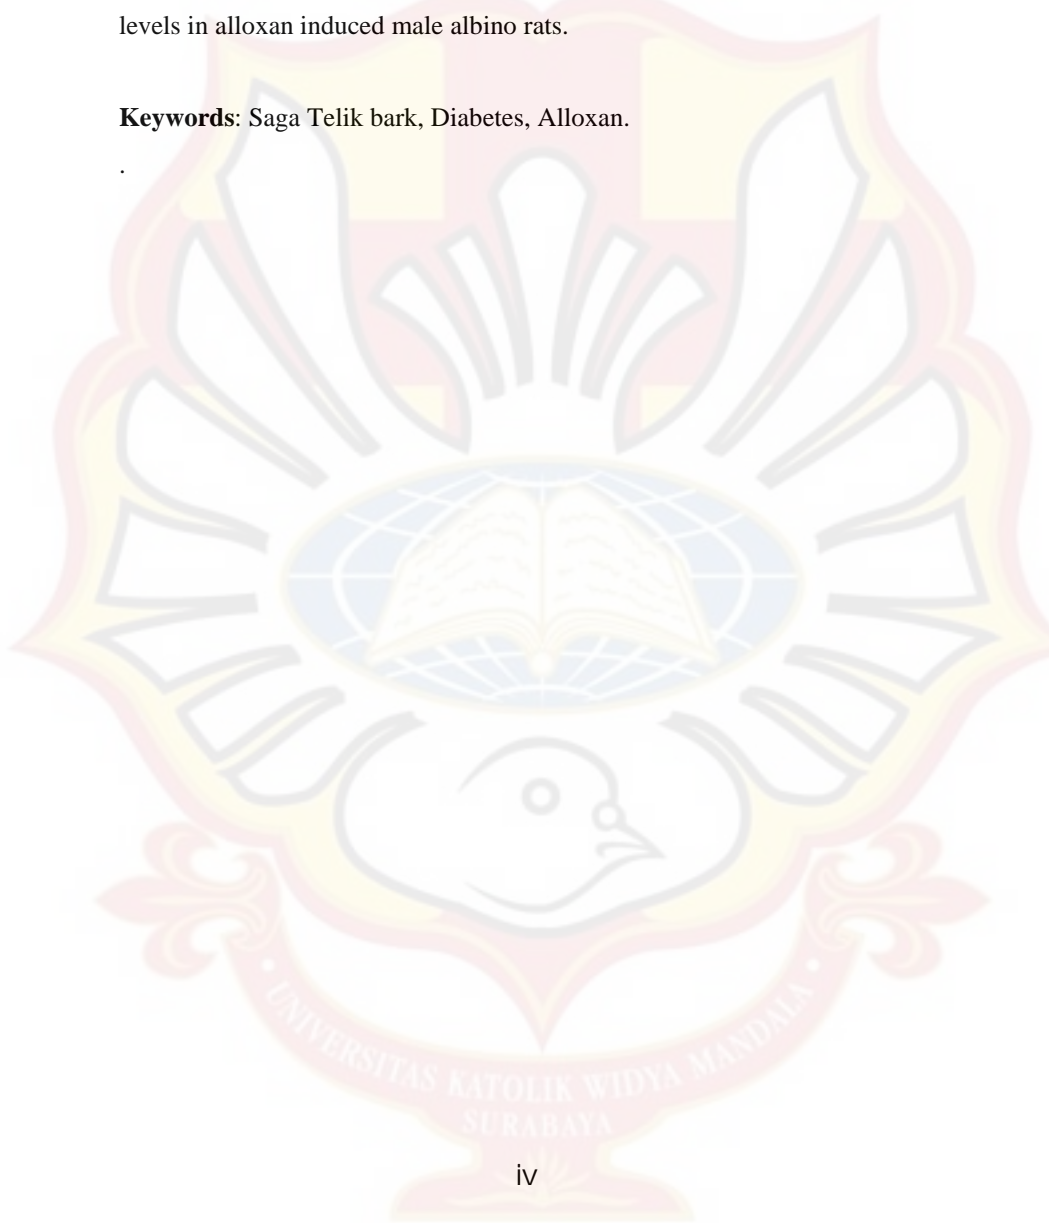 levels in alloxan induced male albino rats.
Keywords: Saga Telik bark, Diabetes, Alloxan.
.
UNIVERSITAS KATOLIK WIDYA MANDALA
SURABAYA
iv